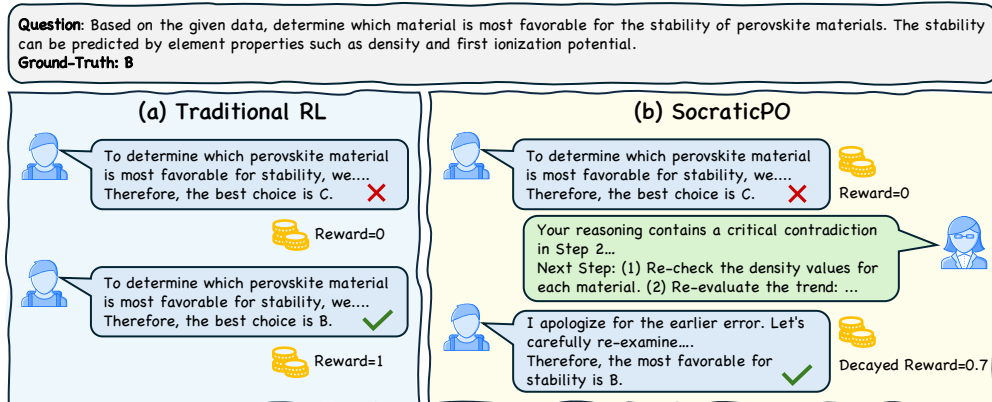 Question: Based on the given data, determine which material is most favorable for the stability of perovskite materials. The stability
can be predicted by element properties such as density and first ionization potential.
Ground-Truth: B
(a) Traditional RL
To determine which perovskite material
is most favorable for stability, we....
Therefore, the best choice is C.
Reward=0
To determine which perovskite material
is most favorable for stability, we....
Therefore, the best choice is B.
Reward=1
(b) SocraticPO
To determine which perovskite material
is most favorable for stability, we....
Therefore, the best choice is C.
Reward=0
Your reasoning contains a critical contradiction
in Step 2...
Next Step: (1) Re-check the density values for
each material. (2) Re-evaluate the trend: ...
I apologize for the earlier error. Let's
carefully re-examine....
Therefore, the most favorable for
stability is B.
Decayed Reward=0.7